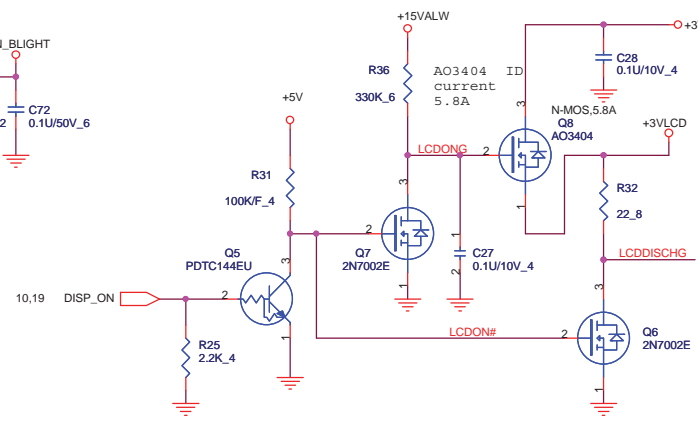 +15VALW
+3
N_BLIGHT
C28
0.1U/10V_4
R36
330K_6
AO3404 ID
current
5.8A
3
+5V
C72
0.1U/50V_6
2
N-MOS,5.8A
Q8
AO3404
+3VLCD
LCDONG
2
3
1
R31
100K/F_4
R32
22_8
1
2
C27
0.1U/10V_4
Q7
2N7002E
2
1
LCDDISCHG
Q5
PDTC144EU
3
10,19 DISP_ON
2
1
3
LCDON#
2
Q6
2N7002E
1
R25
2.2K_4